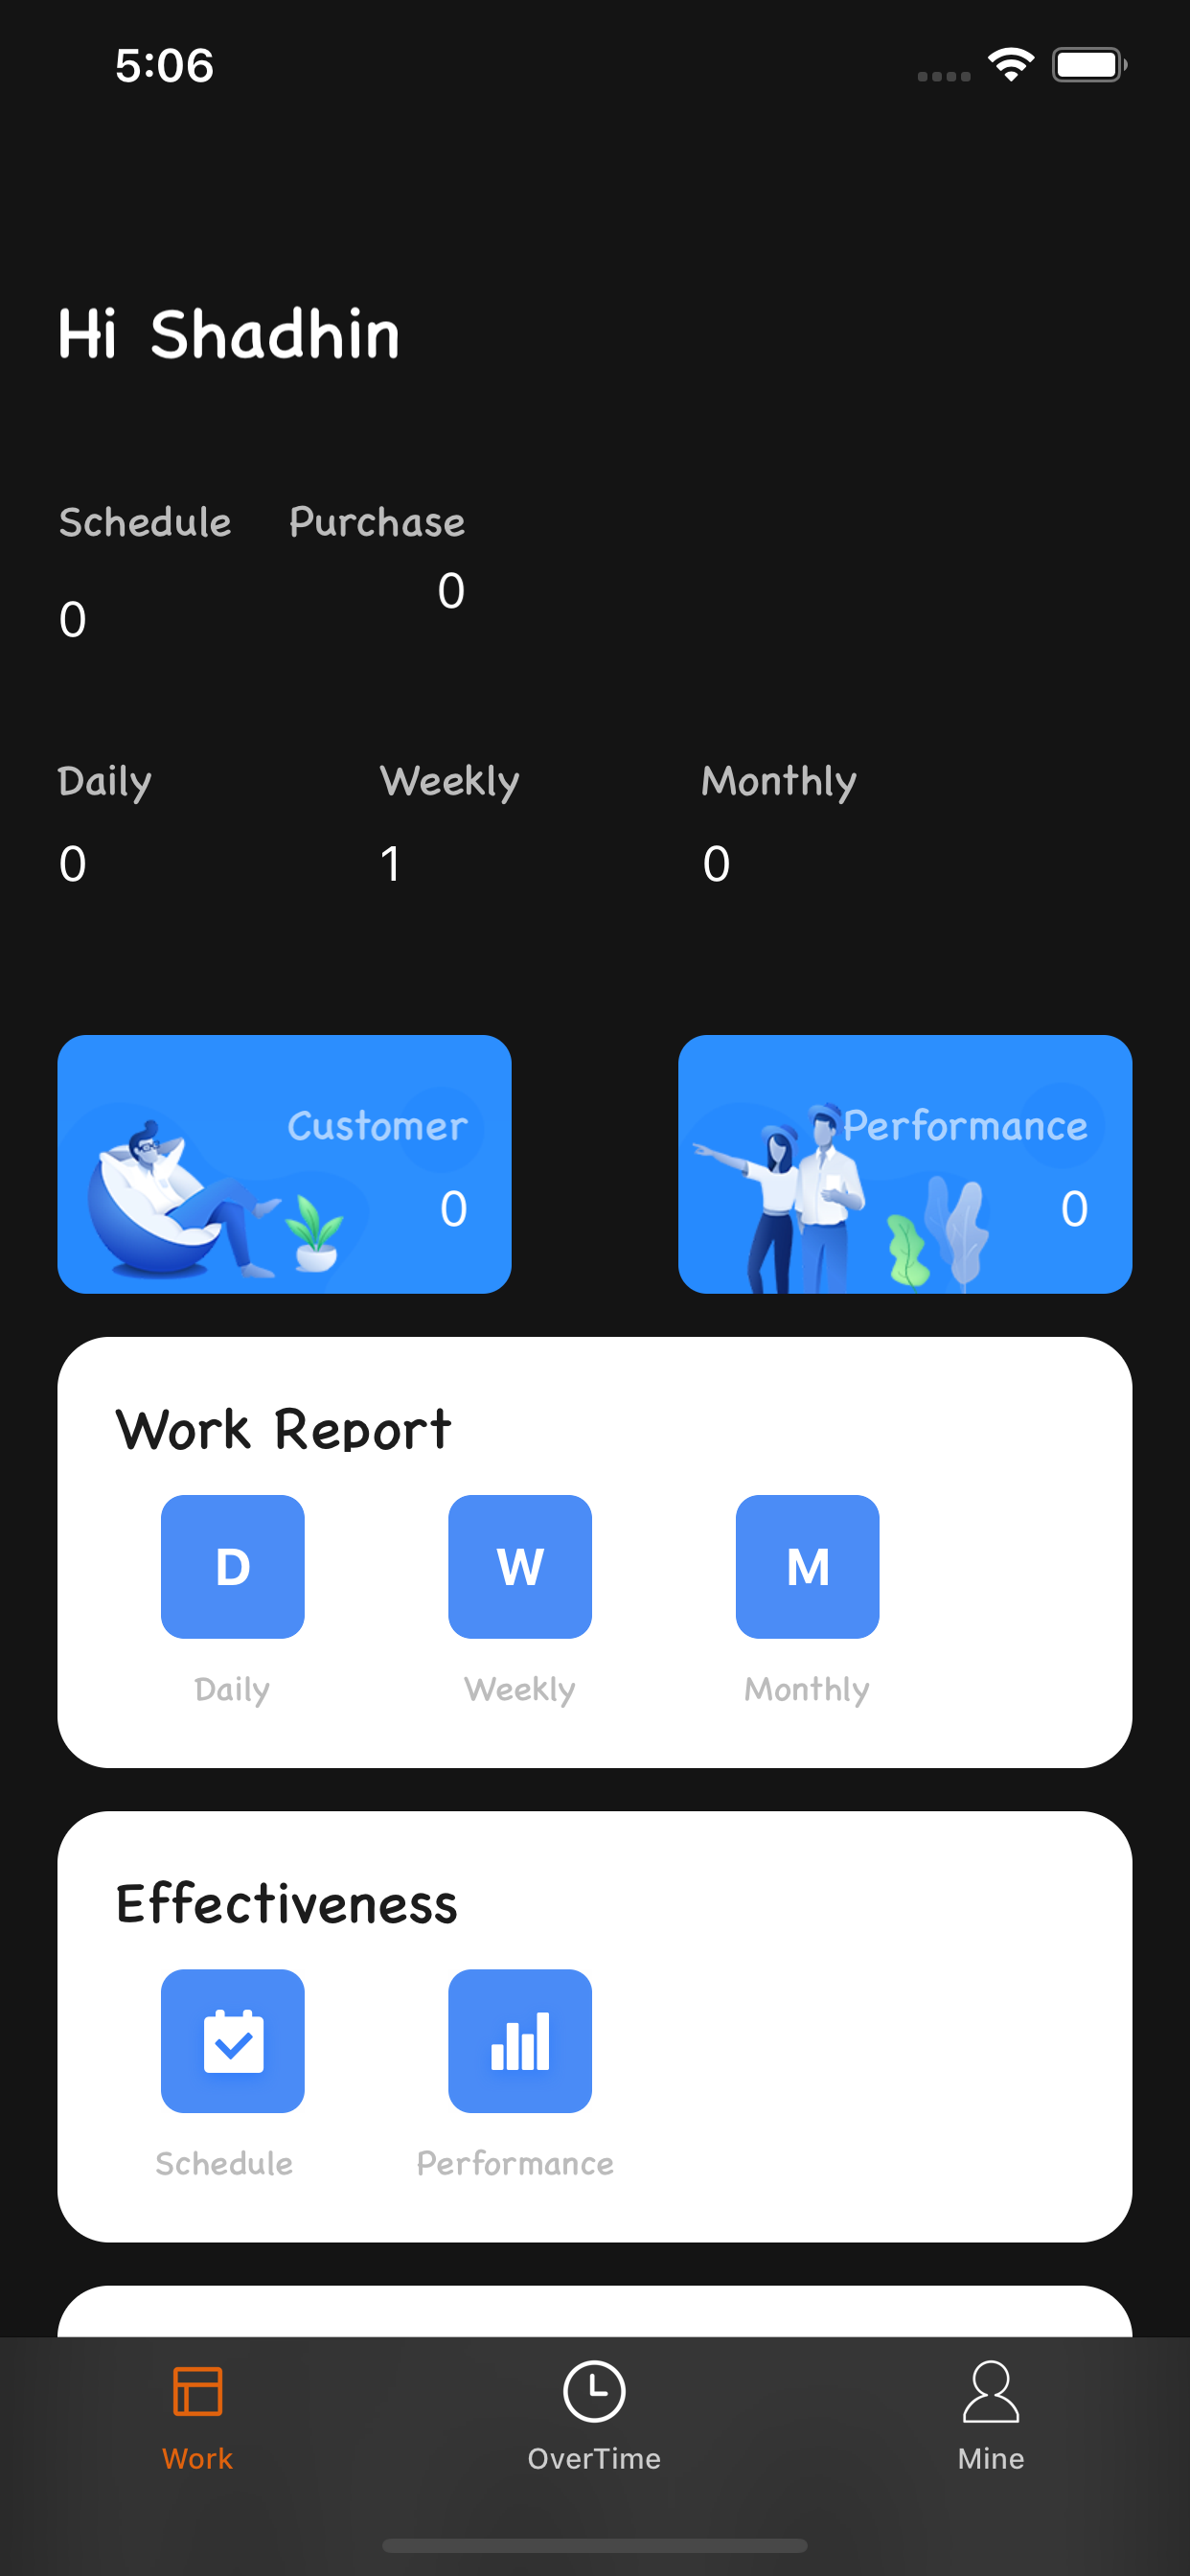 5:06
Hi Shadhin
Schedule Purchase
0 0
Daily Weekly Monthly
0 1 0
Customer Performance
0 0
Work Report
D W M
Daily Weekly Monthly
Effectiveness
Schedule Performance
Work OverTime Mine